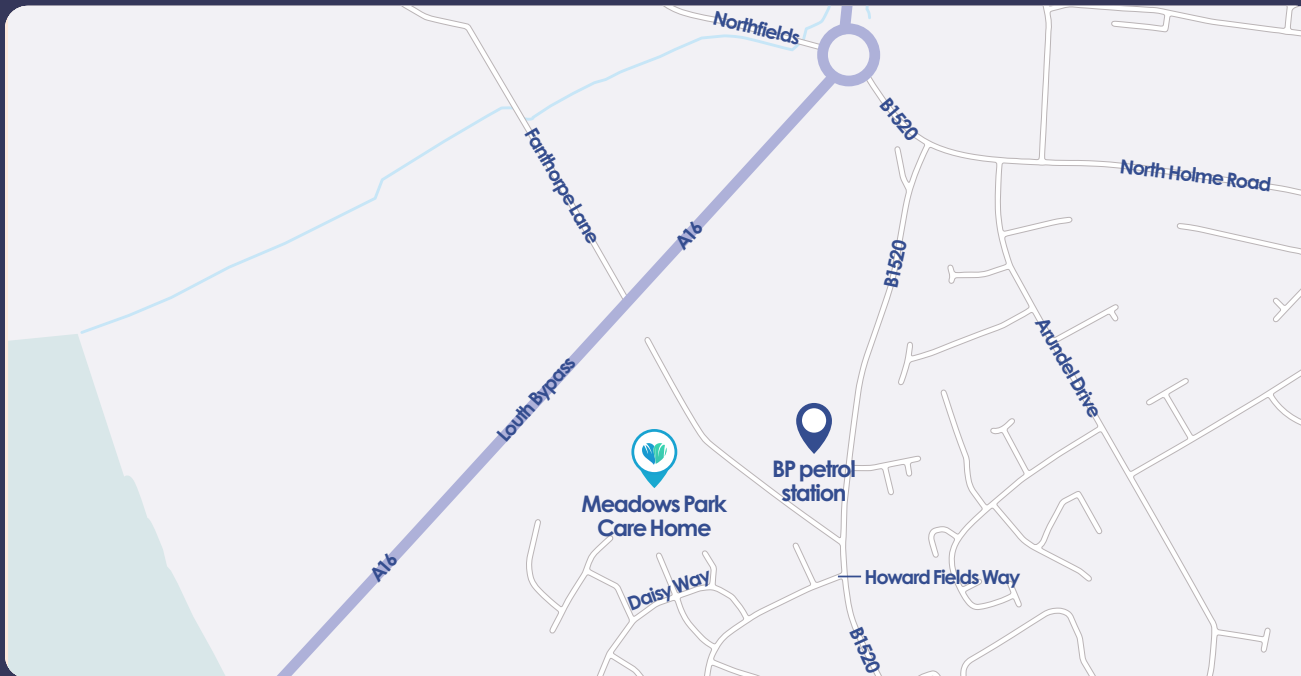 Northfields
B1520
Fanthorpe Lane
North Holme Road
A16
B1520
Arundel Drive
Louth Bypass
BP petrol
station
Meadows Park
Care Home
A16
Daisy Way
Howard Fields Way
B1520